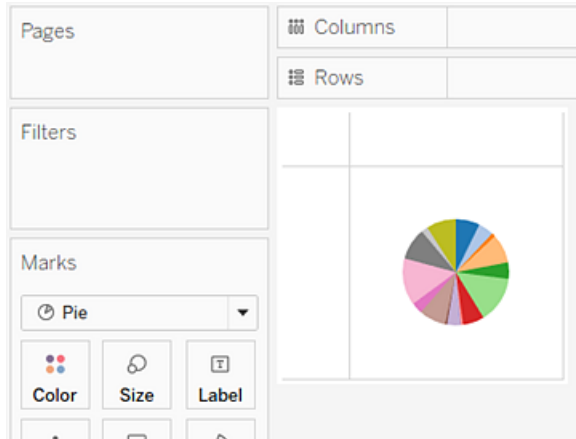 Pages
Columns
Rows
Filters
Marks
Pie
Color Size Label